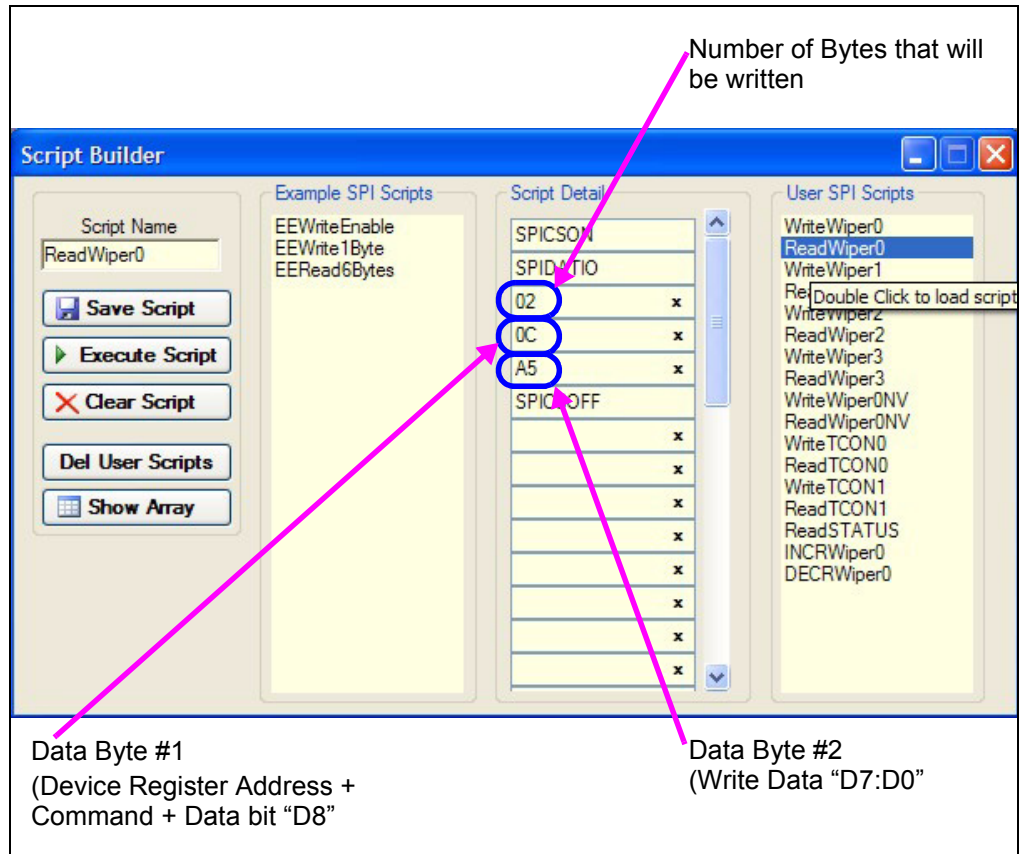 Number of Bytes that will
be written
Script Builder
Script Name
ReadWiper0
Save Script
Execute Script
Clear Script
Del User Scripts
Show Array
Example SPI Scripts
EEWriteEnable
EEWrite1Byte
EERead6Bytes
Script Detail
SPICSON
SPIDATIO
02 x
0C x
A5 x
SPICSOFF
x
x
x
x
x
x
x
x
User SPI Scripts
WriteWiper0
ReadWiper0
WriteWiper1
Double Click to load script
WriteWiper2
ReadWiper2
WriteWiper3
ReadWiper3
WriteWiper0NV
ReadWiper0NV
WriteTCON0
ReadTCON0
WriteTCON1
ReadTCON1
ReadSTATUS
INCRWiper0
DECRWiper0
Data Byte #1
(Device Register Address +
Command + Data bit “D8”
Data Byte #2
(Write Data “D7:D0”